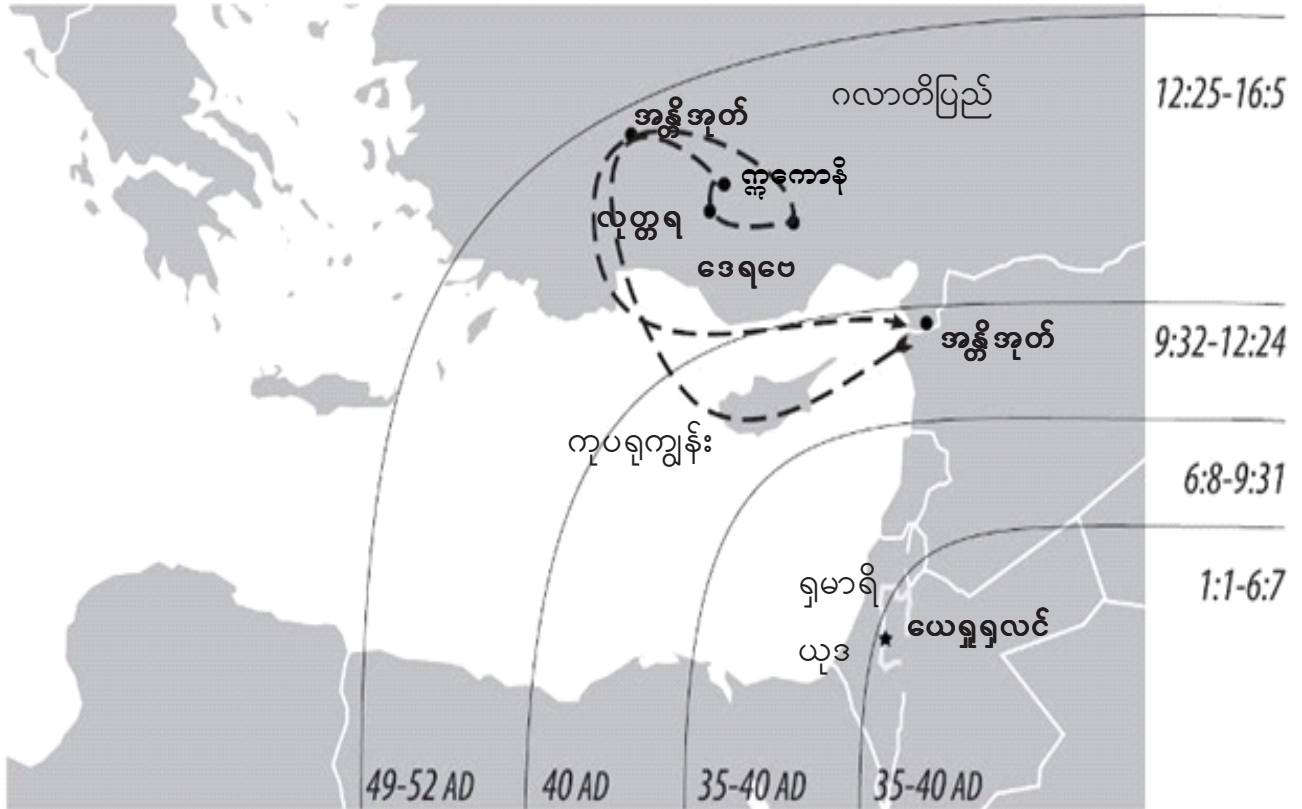 ဂလာတိပြည်
12:25-16:5
အန္တိအုတ်
ဣကောနိ
လုတ္တရ
ဒေရဗေ
အန္တိအုတ်
9:32-12:24
ကုပရုကျွန်း
6:8-9:31
ရှမာရိ
1:1-6:7
ယေရှုရှလင်
ယုဒ
49-52 AD
40 AD
35-40 AD
35-40 AD